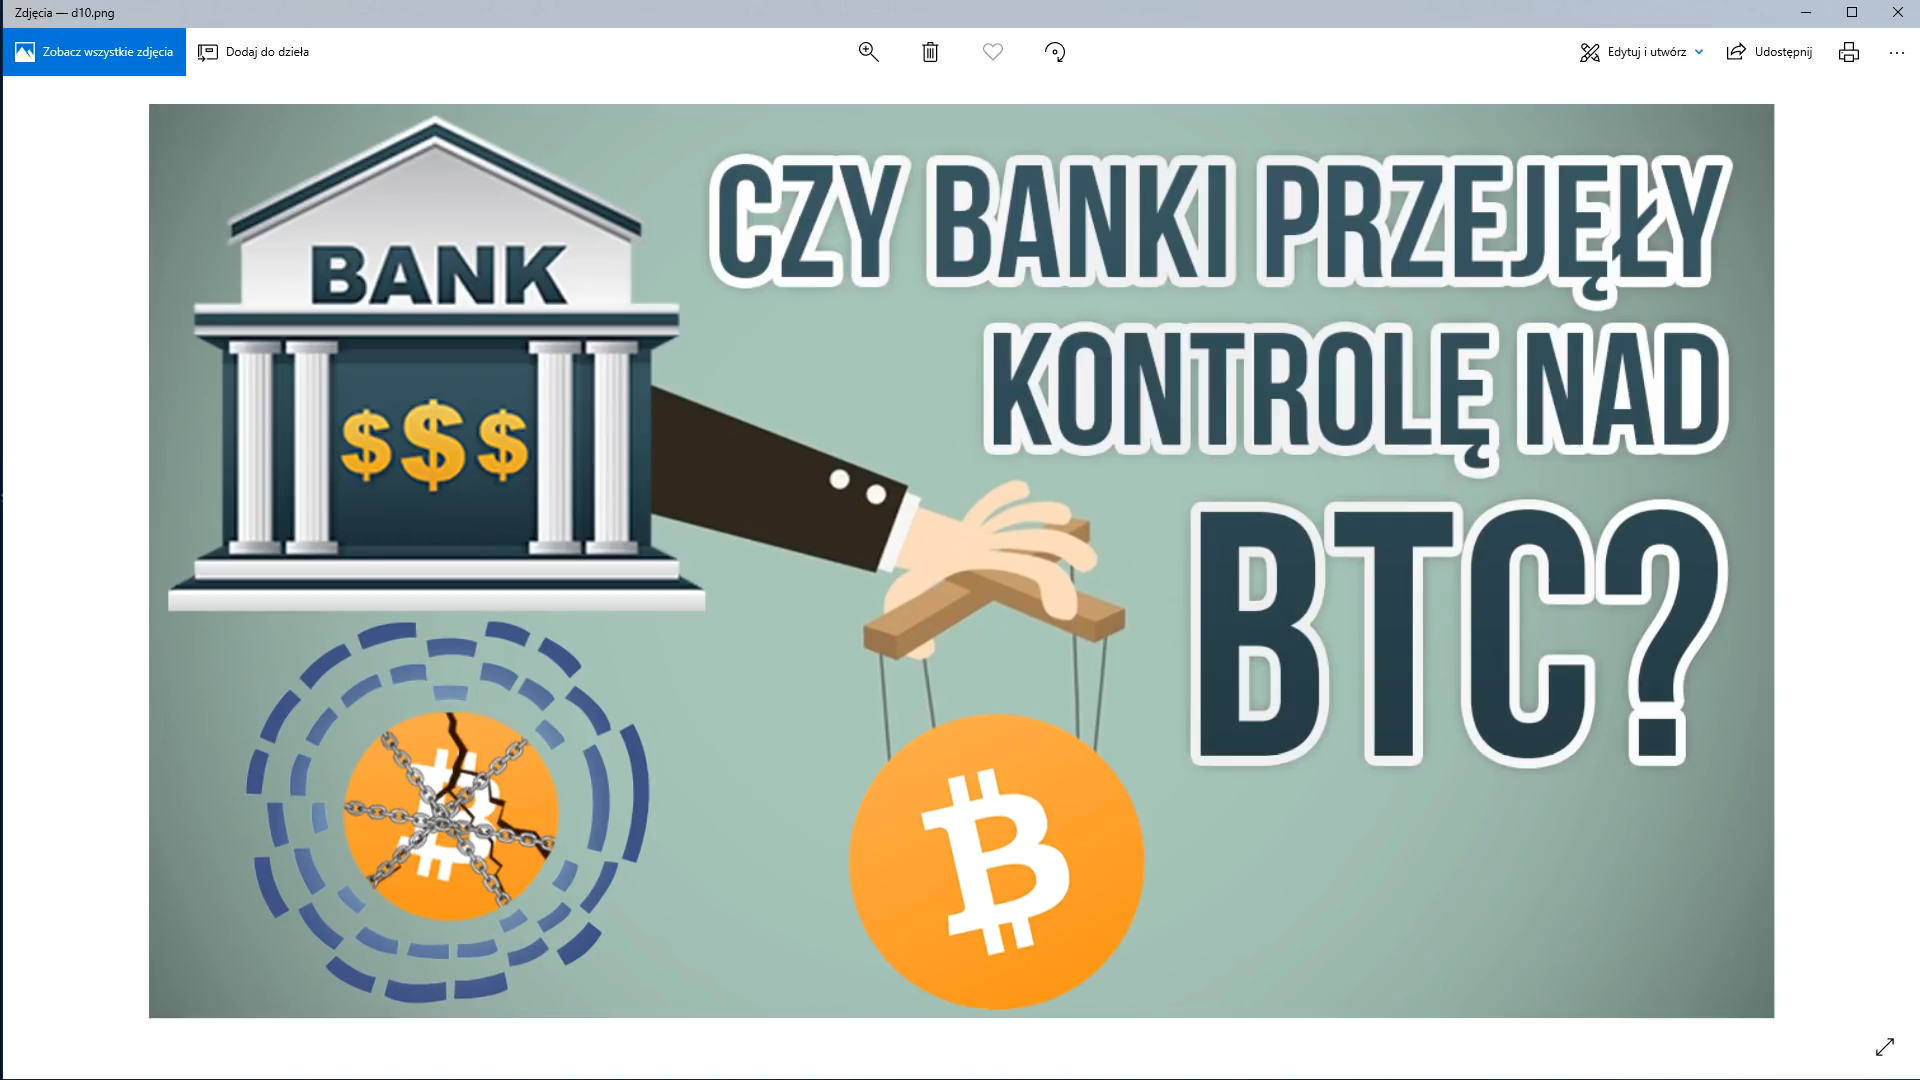 Zdjęcia — d10.png
Zobacz wszystkie zdjęcia
Dodaj do dzieła
Edytuj i utwórz
Udostępnij
BANK
$$$
CZY BANKI PRZEJĘŁY
KONTROLĘ NAD
BTC?